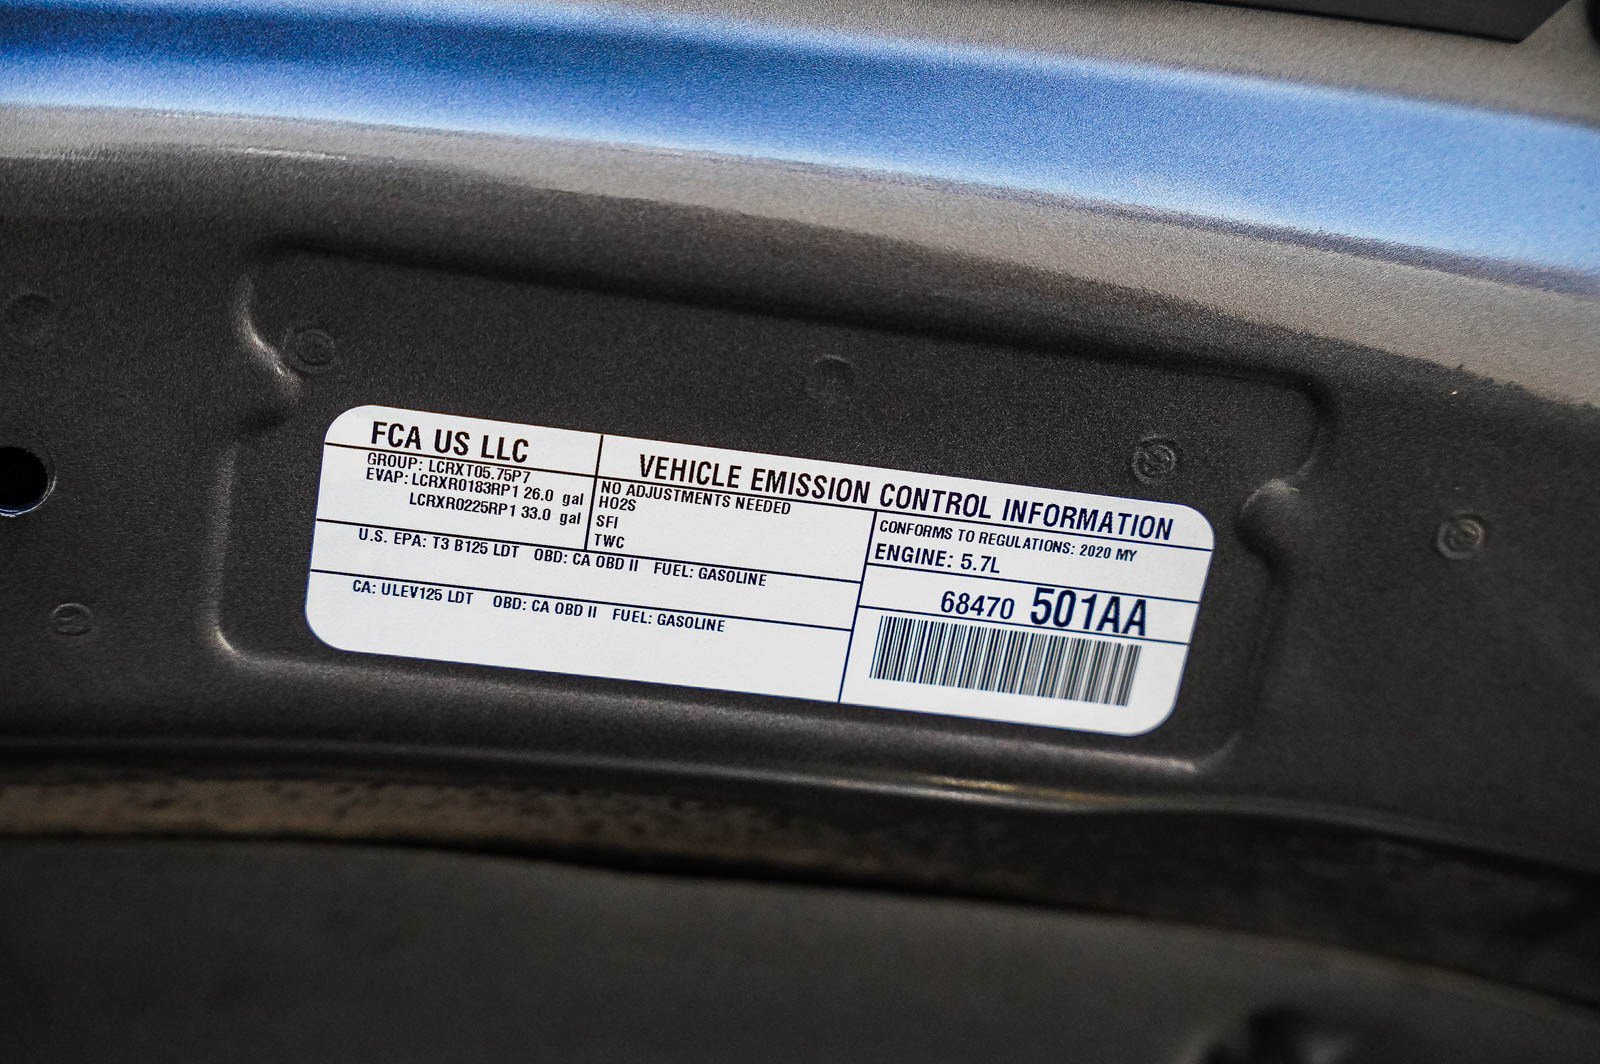 FCA US LLC
VEHICLE EMISSION CONTROL INFORMATION
GROUP: LCRXT05.75P7
EVAP: LCRXR0183RP1 26.0 gal
LCRXR0225RP1 33.0 gal
NO ADJUSTMENTS NEEDED
HO2S
SFI
TWC
CONFORMS TO REGULATIONS: 2020 MY
ENGINE: 5.7L
U.S. EPA: T3 B125 LDT OBD: CA OBD II FUEL: GASOLINE
CA: ULEV125 LDT OBD: CA OBD II FUEL: GASOLINE
68470 501AA